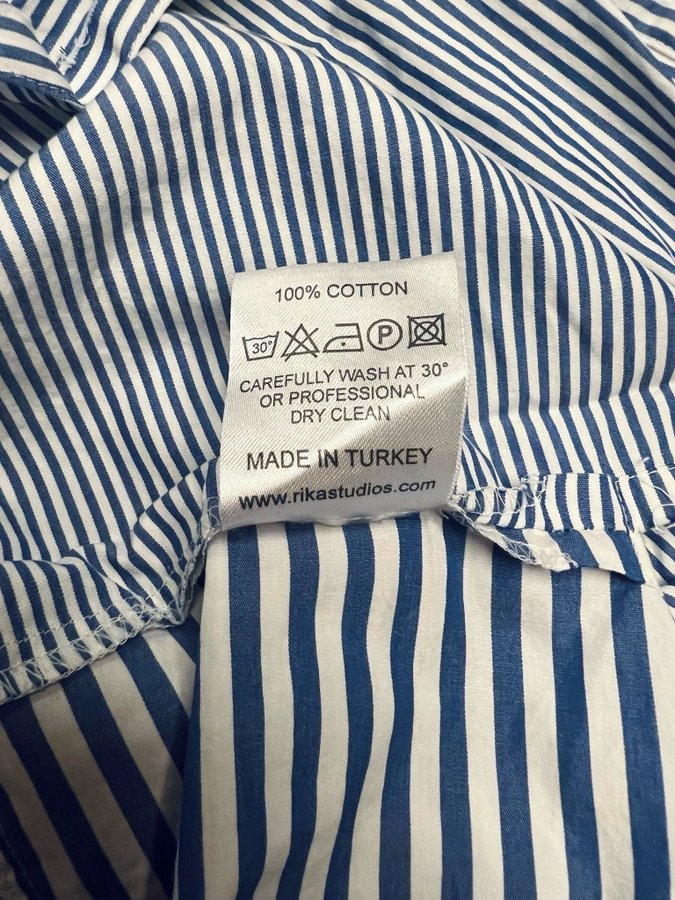 100% COTTON
30° P
CAREFULLY WASH AT 30°
OR PROFESSIONAL
DRY CLEAN
MADE IN TURKEY
www.rikastudios.com